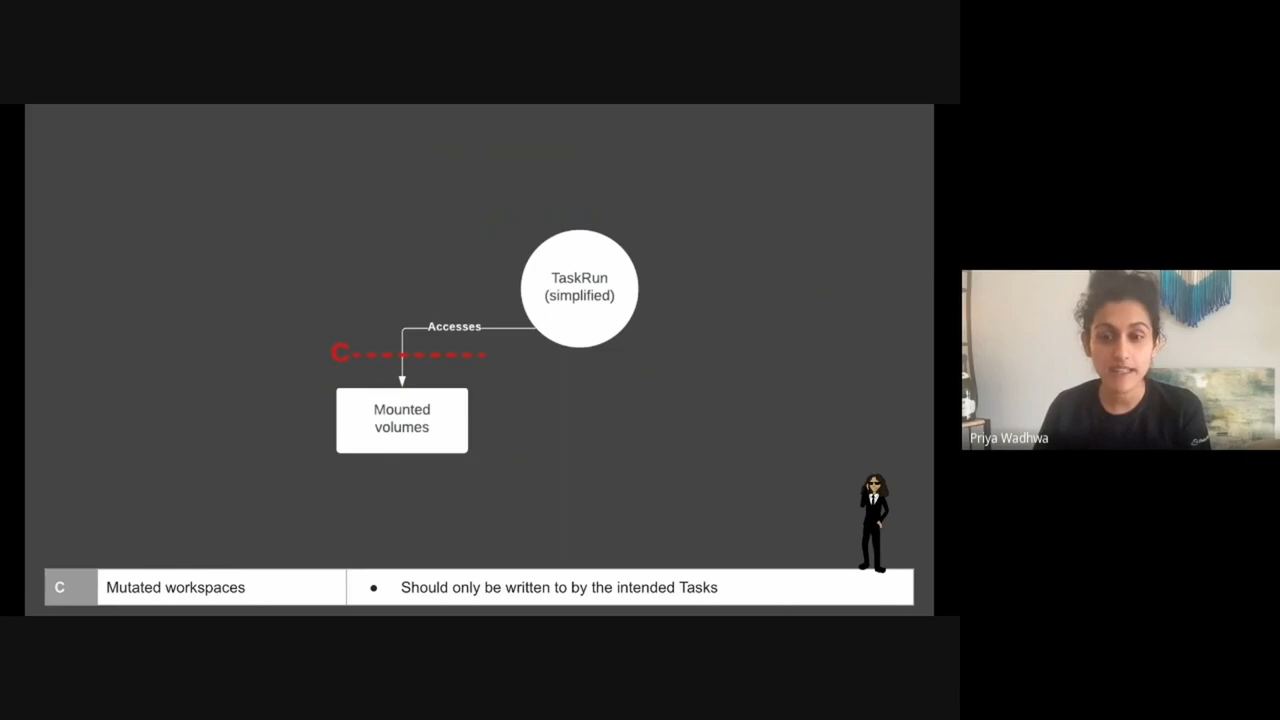 TaskRun
(simplified)
Accesses
C
Mounted
volumes
Priya Wadhwa
C Mutated workspaces ● Should only be written to by the intended Tasks